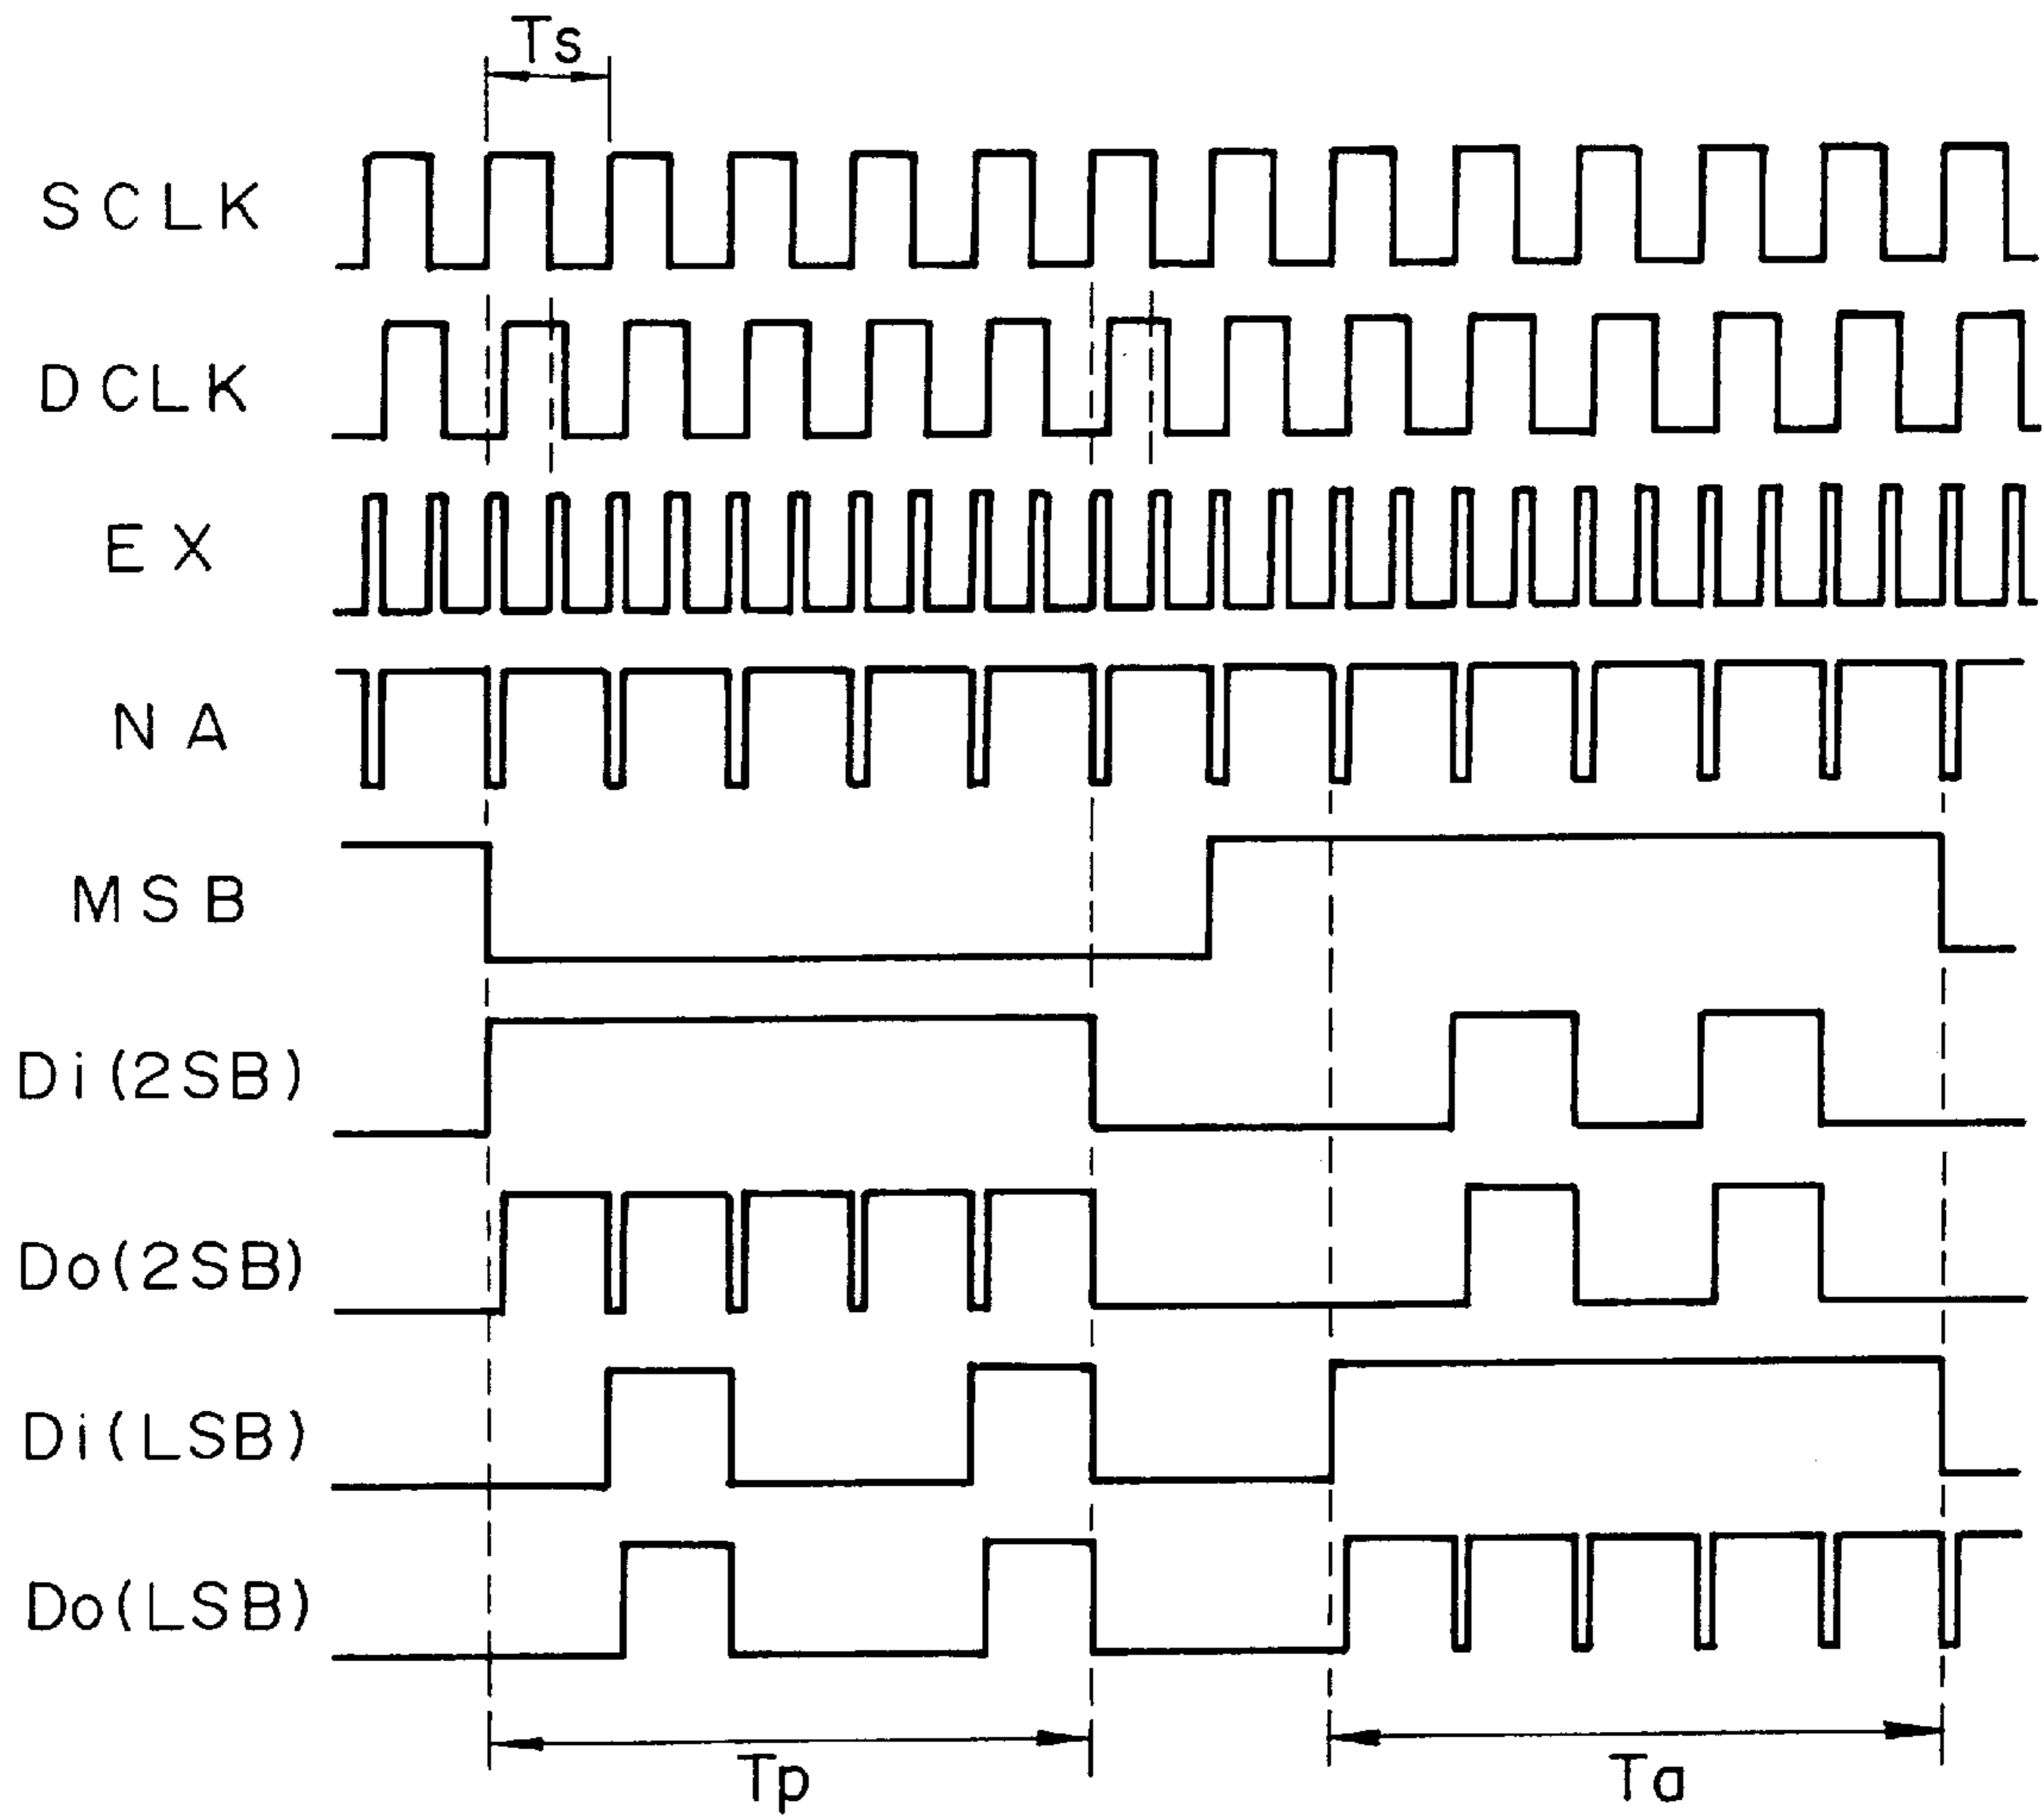 Ts
SCLK
DCLK
EX
NA
MSB
Di(2SB)
Do(2SB)
Di(LSB)
Do(LSB)
Tp
Ta